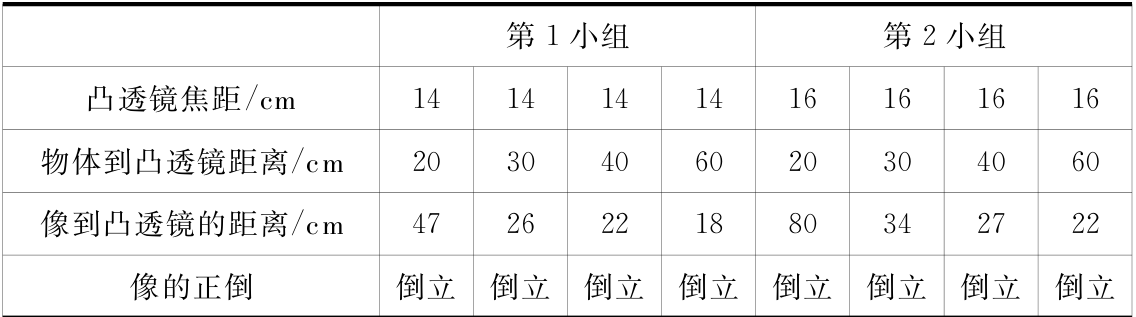 第1小组 第2小组
凸透镜焦距/cm 14 14 14 14 16 16 16 16
物体到凸透镜距离/cm 20 30 40 60 20 30 40 60
像到凸透镜的距离/cm 47 26 22 18 80 34 27 22
像的正倒 倒立 倒立 倒立 倒立 倒立 倒立 倒立 倒立